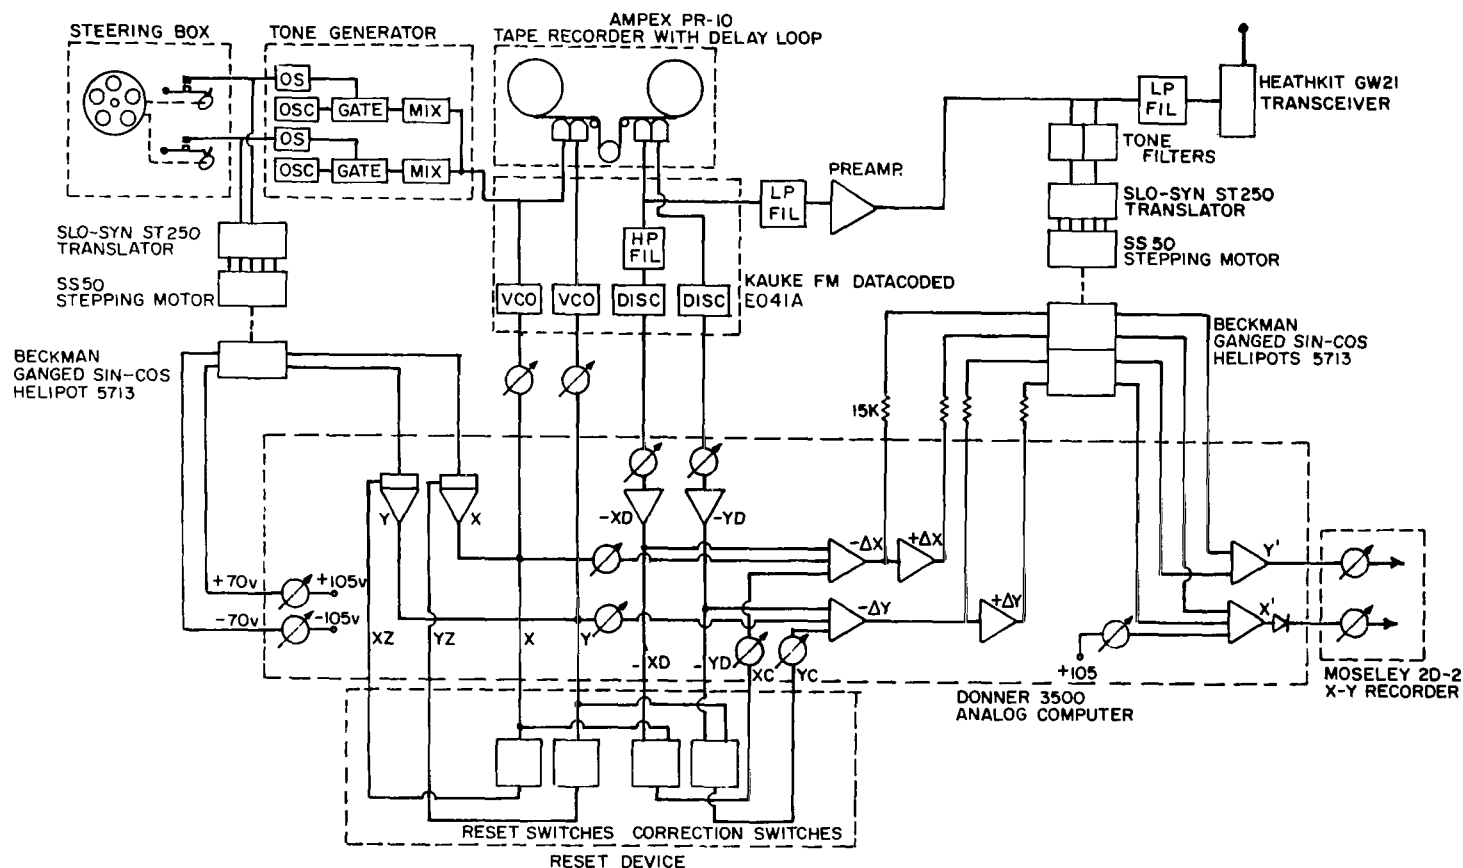 STEERING BOX
TONE GENERATOR
AMPEX PR-10
TAPE RECORDER WITH DELAY LOOP
OS
OSC
GATE
MIX
OS
OSC
GATE
MIX
LP
FIL
HEATHKIT GW21
TRANSCEIVER
TONE
FILTERS
PREAMP.
LP
FIL
SLO-SYN ST250
TRANSLATOR
SS50
STEPPING MOTOR
SLO-SYN ST250
TRANSLATOR
SS50
STEPPING MOTOR
HP
FIL
VCO
VCO
DISC
DISC
KAUKE FM DATACODED
E041A
BECKMAN
GANGED SIN-COS
HELIPOT 5713
BECKMAN
GANGED SIN-COS
HELIPOTS 5713
15K
Y
X
-XD
-YD
-ΔX
+ΔX
-ΔY
+ΔY
Y'
X'
+70v
+105v
-70v
-105v
XZ
YZ
X
Y
-XD
-YD
XC
YC
+105
DONNER 3500
ANALOG COMPUTER
MOSELEY 2D-2
X-Y RECORDER
RESET SWITCHES
CORRECTION SWITCHES
RESET DEVICE